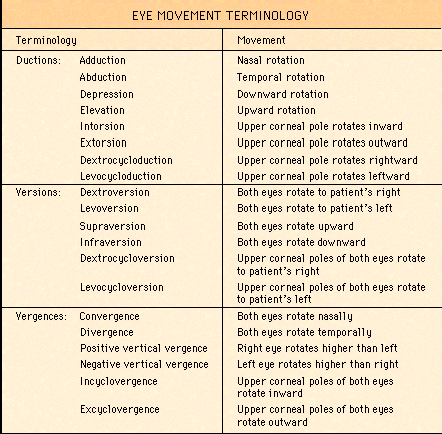 EYE MOVEMENT TERMINOLOGY
Terminology Movement
Ductions: Adduction Nasal rotation
Abduction Temporal rotation
Depression Downward rotation
Elevation Upward rotation
Intorsion Upper corneal pole rotates inward
Extorsion Upper corneal pole rotates outward
Dextrocycloduction Upper corneal pole rotates rightward
Levocycloduction Upper corneal pole rotates leftward
Versions: Dextroversion Both eyes rotate to patient's right
Levoversion Both eyes rotate to patient's left
Supraversion Both eyes rotate upward
Infraversion Both eyes rotate downward
Dextrocycloversion Upper corneal poles of both eyes rotate
to patient's right
Levocycloversion Upper corneal poles of both eyes rotate
to patient's left
Vergences: Convergence Both eyes rotate nasally
Divergence Both eyes rotate temporally
Positive vertical vergence Right eye rotates higher than left
Negative vertical vergence Left eye rotates higher than right
Incyclovergence Upper corneal poles of both eyes
rotate inward
Excyclovergence Upper corneal poles of both eyes
rotate outward